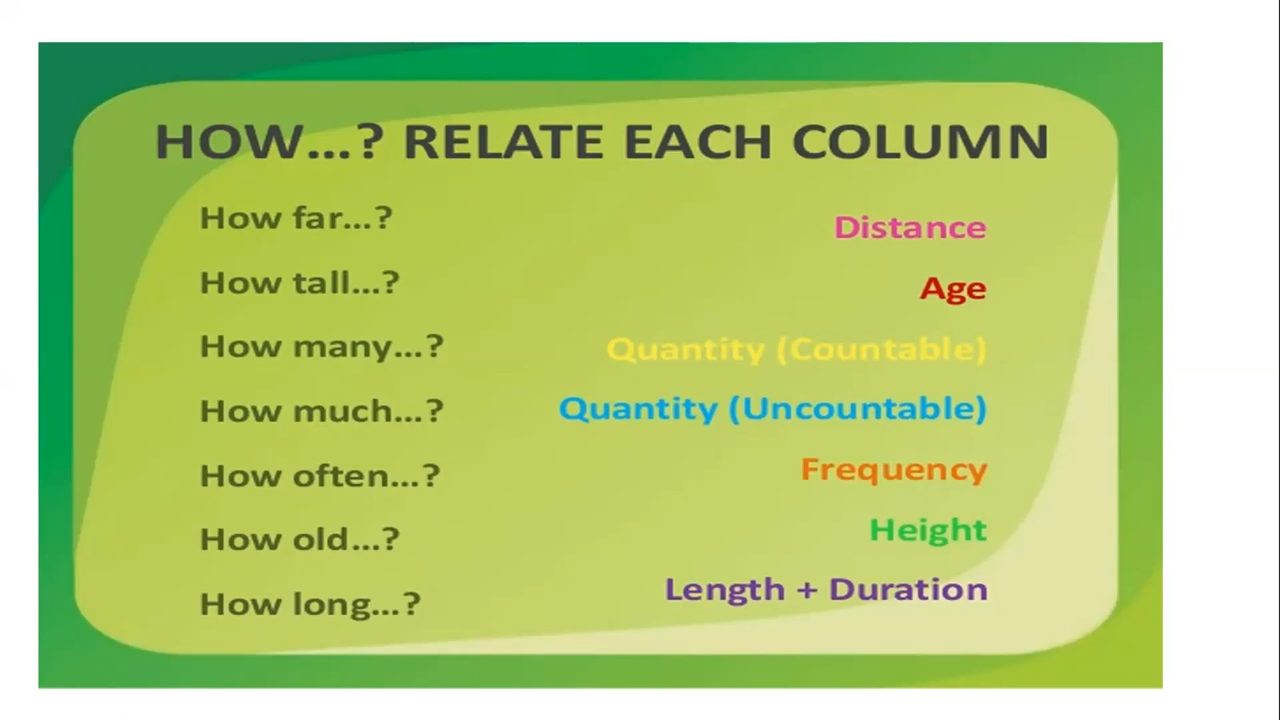 HOW...? RELATE EACH COLUMN
How far...?
Distance
How tall...?
Age
How many...?
Quantity (Countable)
How much...?
Quantity (Uncountable)
How often...?
Frequency
How old...?
Height
How long...?
Length + Duration